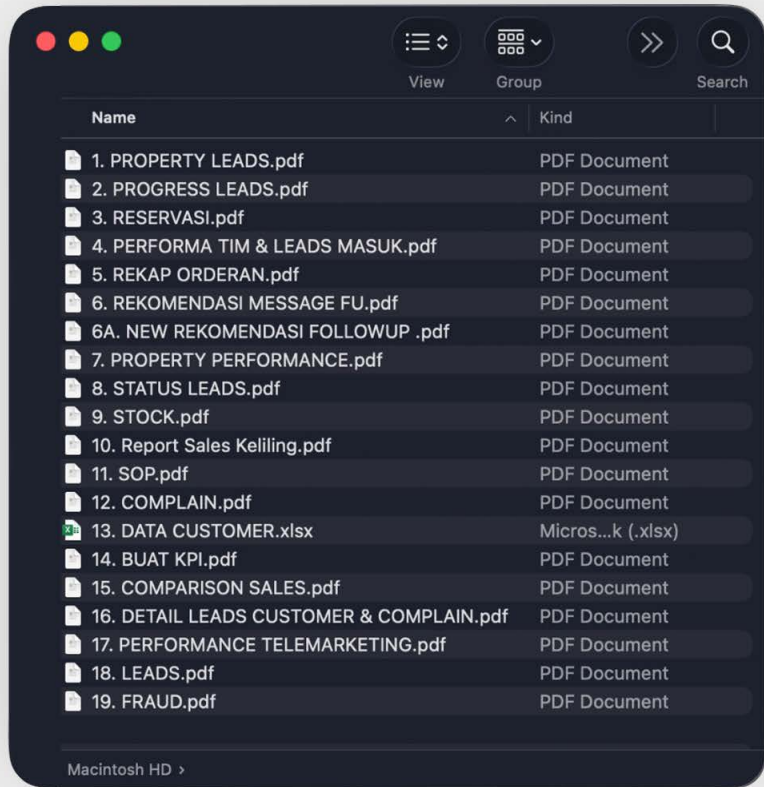 View
Group
Search
Name Kind
1. PROPERTY LEADS.pdf PDF Document
2. PROGRESS LEADS.pdf PDF Document
3. RESERVASI.pdf PDF Document
4. PERFORMA TIM & LEADS MASUK.pdf PDF Document
5. REKAP ORDERAN.pdf PDF Document
6. REKOMENDASI MESSAGE FU.pdf PDF Document
6A. NEW REKOMENDASI FOLLOWUP .pdf PDF Document
7. PROPERTY PERFORMANCE.pdf PDF Document
8. STATUS LEADS.pdf PDF Document
9. STOCK.pdf PDF Document
10. Report Sales Keliling.pdf PDF Document
11. SOP.pdf PDF Document
12. COMPLAIN.pdf PDF Document
13. DATA CUSTOMER.xlsx Micros...k (.xlsx)
14. BUAT KPI.pdf PDF Document
15. COMPARISON SALES.pdf PDF Document
16. DETAIL LEADS CUSTOMER & COMPLAIN.pdf PDF Document
17. PERFORMANCE TELEMARKETING.pdf PDF Document
18. LEADS.pdf PDF Document
19. FRAUD.pdf PDF Document
Macintosh HD ›